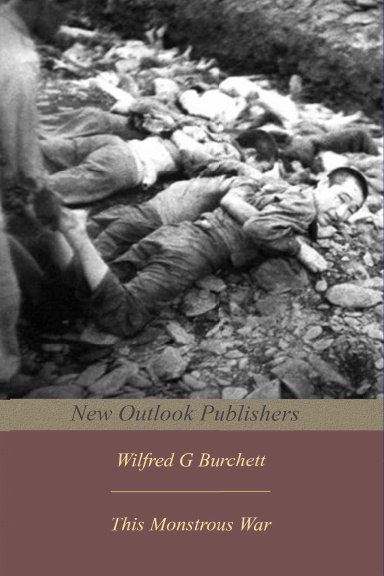 New Outlook Publishers
Wilfred G Burchett
This Monstrous War